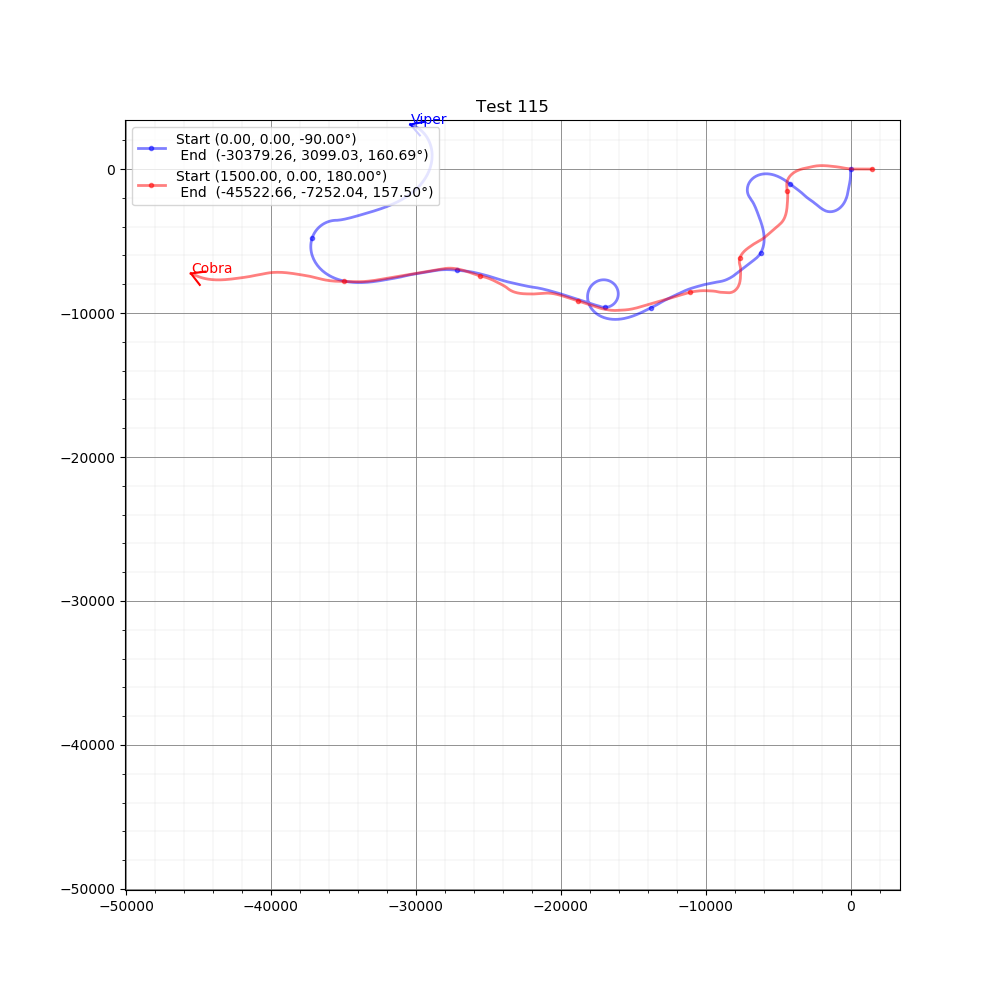 Test 115
Viper
Start (0.00, 0.00, -90.00°)
End  (-30379.26, 3099.03, 160.69°)
Start (1500.00, 0.00, 180.00°)
End  (-45522.66, -7252.04, 157.50°)
Cobra
0
−10000
−20000
−30000
−40000
−50000
−50000 −40000 −30000 −20000 −10000 0